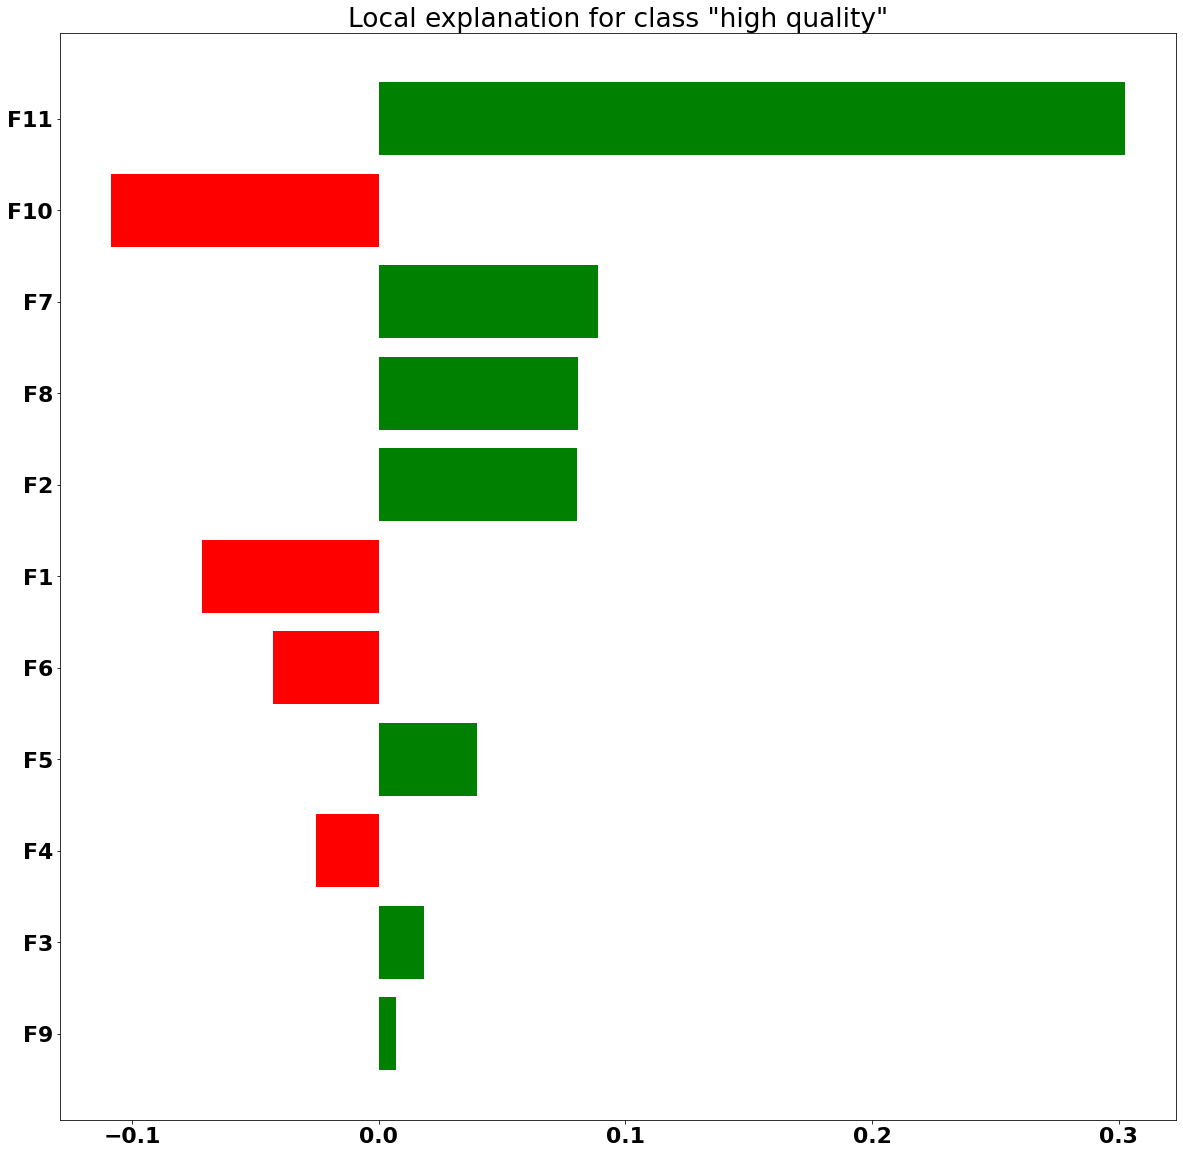 Local explanation for class "high quality"
F11
F10
F7
F8
F2
F1
F6
F5
F4
F3
F9
−0.1 0.0 0.1 0.2 0.3